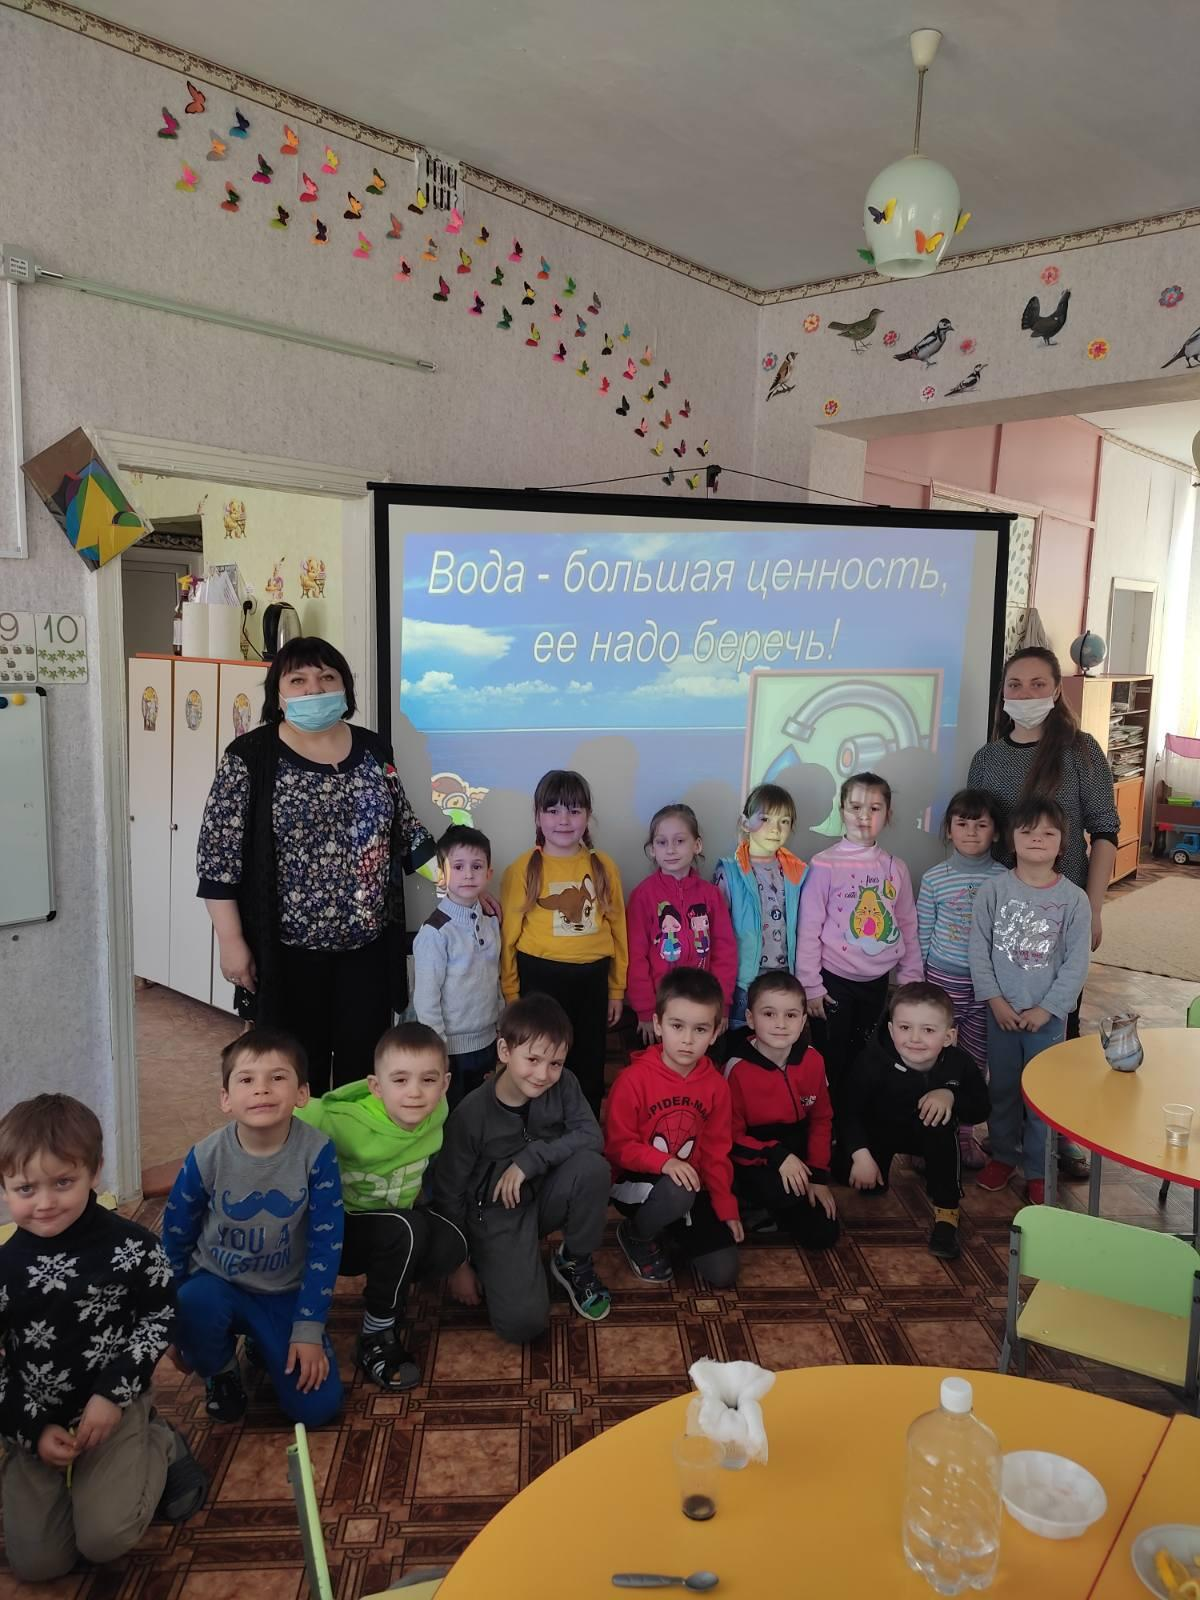 Вода - большая ценность,
ее надо беречь!
9
10
YOU A
QUESTION
SPIDER-MAN